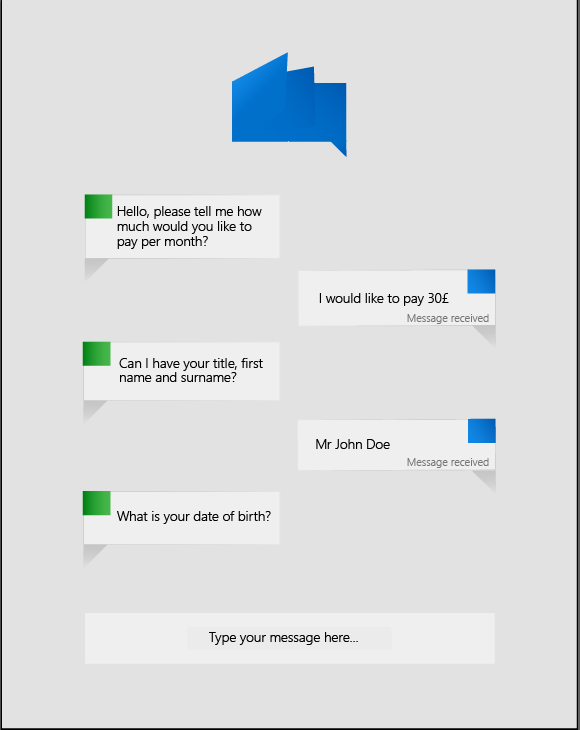 Hello, please tell me how
much would you like to
pay per month?
I would like to pay 30£
Message received
Can I have your title, first
name and surname?
Mr John Doe
Message received
What is your date of birth?
Type your message here...